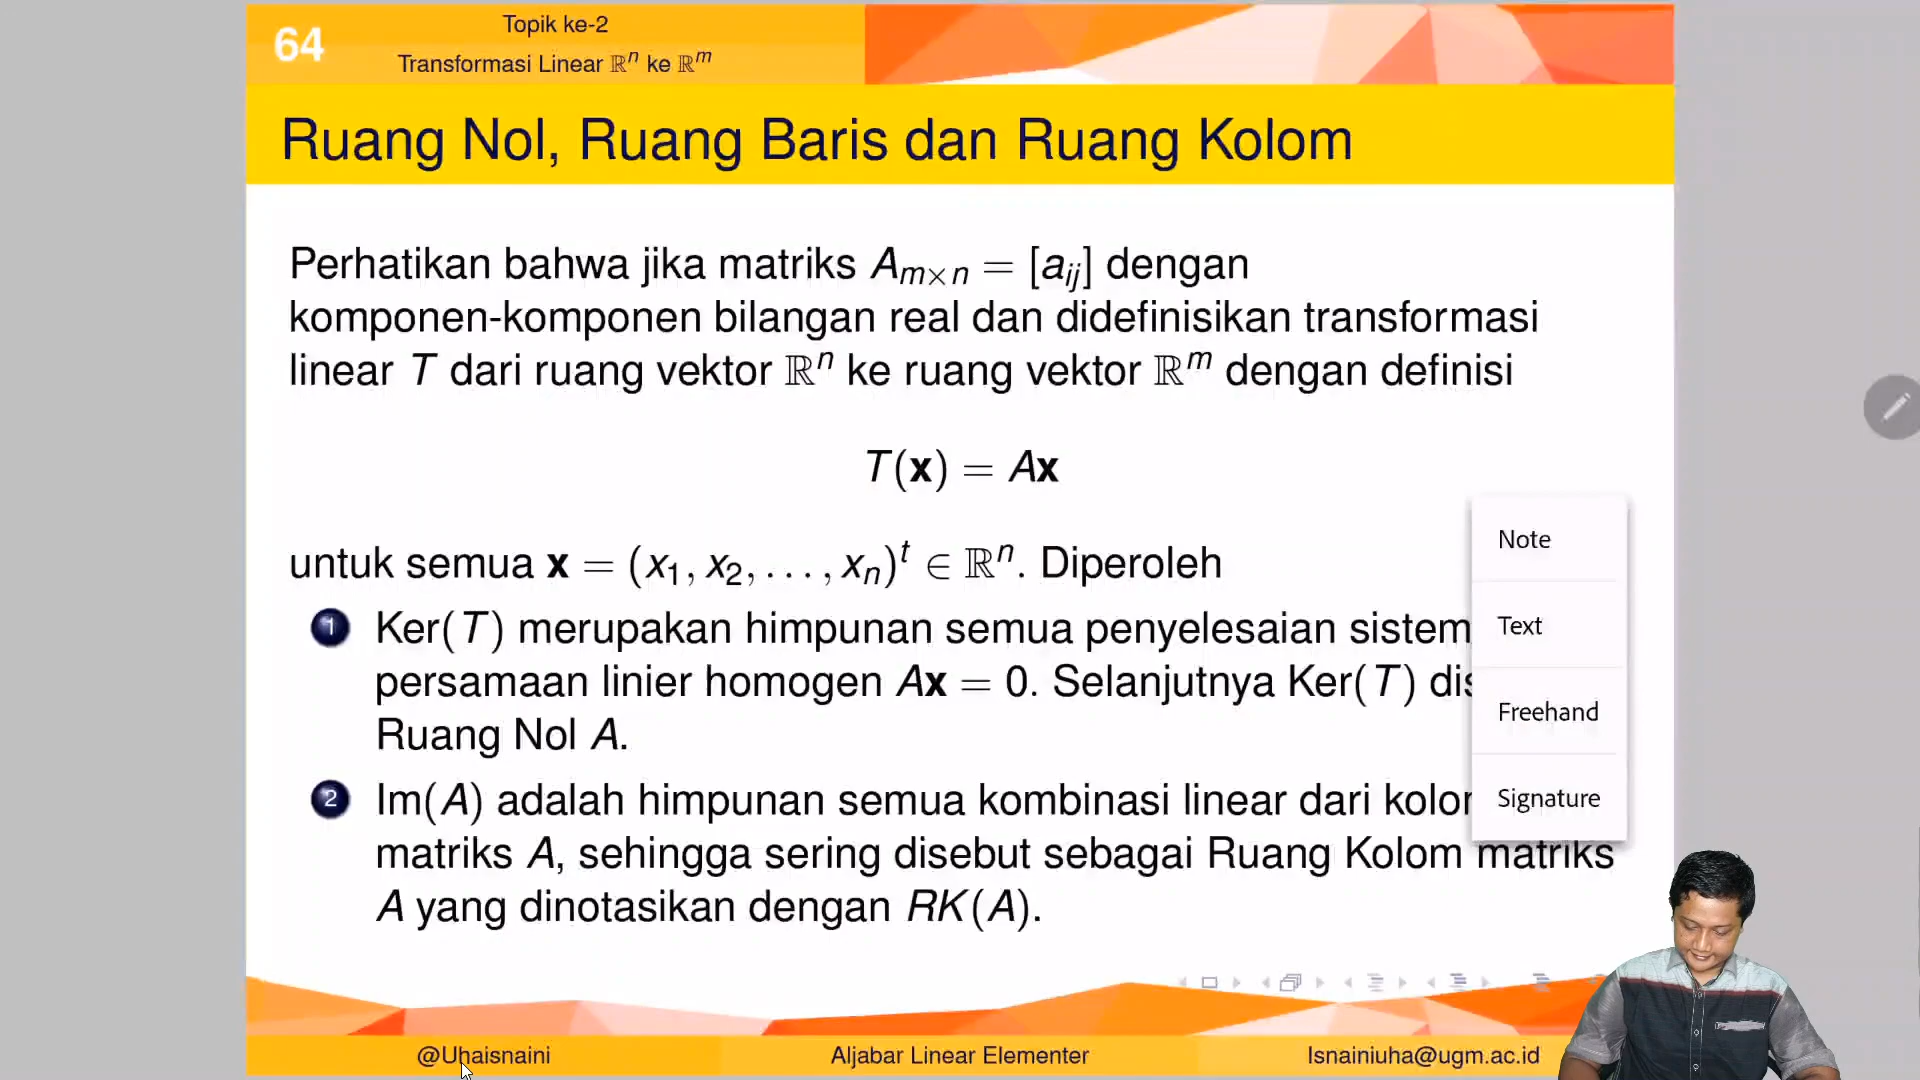 64
Topik ke-2
Transformasi Linear ℝⁿ ke ℝᵐ
Ruang Nol, Ruang Baris dan Ruang Kolom
Perhatikan bahwa jika matriks Aₘₓₙ = [aᵢⱼ] dengan
komponen-komponen bilangan real dan didefinisikan transformasi
linear T dari ruang vektor ℝⁿ ke ruang vektor ℝᵐ dengan definisi
T(x) = Ax
untuk semua x = (x₁, x₂, . . . , xₙ)ᵗ ∈ ℝⁿ. Diperoleh
1 Ker(T) merupakan himpunan semua penyelesaian sistem
persamaan linier homogen Ax = 0. Selanjutnya Ker(T)
Ruang Nol A.
2 Im(A) adalah himpunan semua kombinasi linear dari
matriks A, sehingga sering disebut sebagai Ruang Kolom matriks
A yang dinotasikan dengan RK(A).
Note
Text
Freehand
Signature
@Uhaisnaini
Aljabar Linear Elementer
Isnainiuha@ugm.ac.id